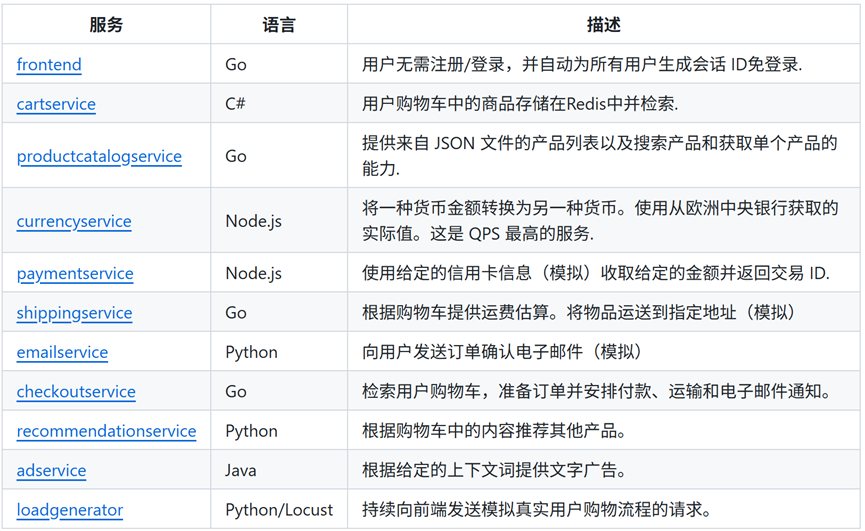 服务 语言 描述
frontend Go 用户无需注册/登录，并自动为所有用户生成会话 ID免登录.
cartservice C# 用户购物车中的商品存储在Redis中并检索.
productcatalogservice Go 提供来自 JSON 文件的产品列表以及搜索产品和获取单个产品的
能力.
currencyservice Node.js 将一种货币金额转换为另一种货币。使用从欧洲中央银行获取的
实际值。这是 QPS 最高的服务.
paymentservice Node.js 使用给定的信用卡信息（模拟）收取给定的金额并返回交易 ID.
shippingservice Go 根据购物车提供运费估算。将物品运送到指定地址（模拟）
emailservice Python 向用户发送订单确认电子邮件（模拟）
checkoutservice Go 检索用户购物车，准备订单并安排付款、运输和电子邮件通知。
recommendationservice Python 根据购物车中的内容推荐其他产品。
adservice Java 根据给定的上下文词提供文字广告。
loadgenerator Python/Locust 持续向前端发送模拟真实用户购物流程的请求。